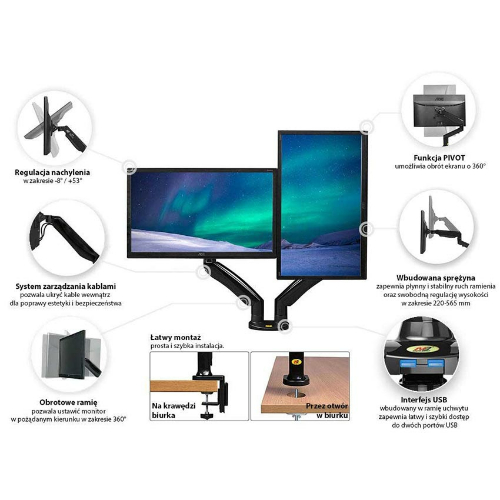 Regulacja nachylenia
w zakresie -8° / +53°
System zarządzania kablami
pozwala ukryć kable wewnątrz
dla poprawy estetyki i bezpieczeństwa
Obrotowe ramię
pozwala ustawić monitor
w pożądanym kierunku w zakresie 360°
Łatwy montaż
prosta i szybka instalacja.
Na krawędzi
biurka
Przez otwór
w biurku
Funkcja PIVOT
umożliwia obrót ekranu o 360°
Wbudowana sprężyna
zapewnia płynny i stabilny ruch ramienia
oraz swobodną regulację wysokości
w zakresie 220-565 mm
Interfejs USB
wbudowany w ramię uchwytu
zapewnia łatwy i szybki dostęp
do dwóch portów USB